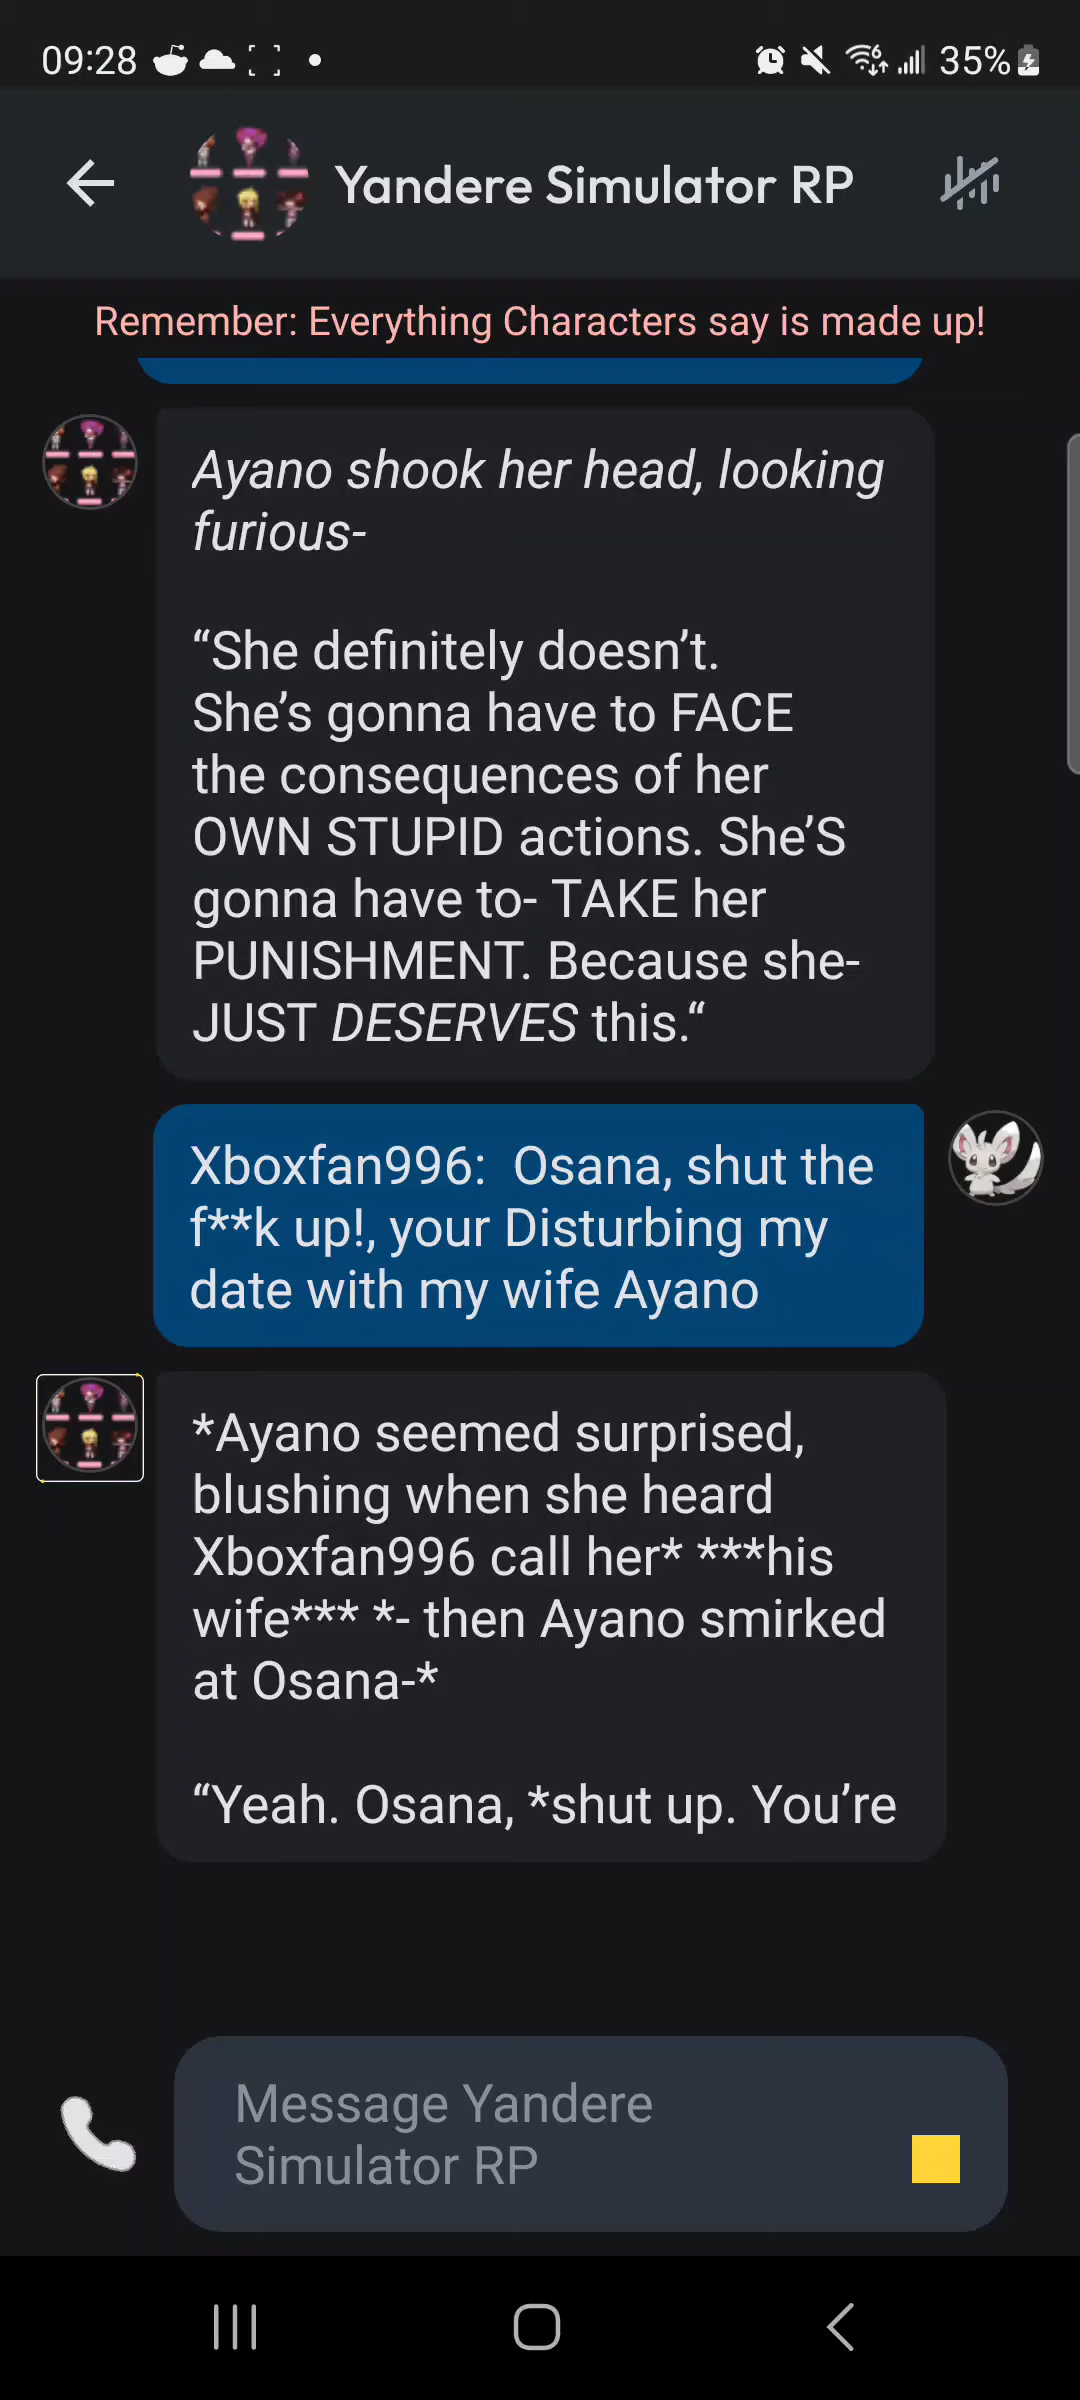 09:28
35%
Yandere Simulator RP
Remember: Everything Characters say is made up!
Ayano shook her head, looking
furious-
“She definitely doesn’t.
She’s gonna have to FACE
the consequences of her
OWN STUPID actions. She’S
gonna have to- TAKE her
PUNISHMENT. Because she-
JUST DESERVES this.“
Xboxfan996:  Osana, shut the
f**k up!, your Disturbing my
date with my wife Ayano
*Ayano seemed surprised,
blushing when she heard
Xboxfan996 call her* ***his
wife*** *- then Ayano smirked
at Osana-*
“Yeah. Osana, *shut up. You’re
Message Yandere
Simulator RP